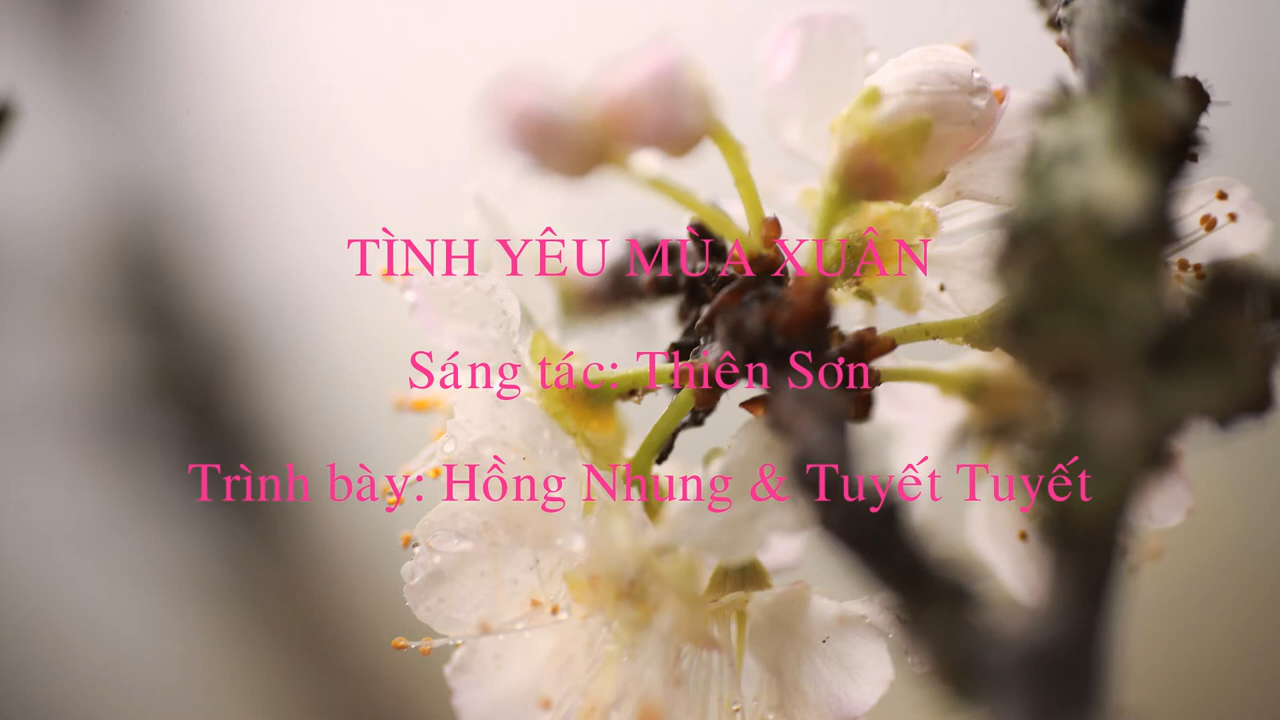 TÌNH YÊU MÙA XUÂN
Sáng tác: Thiên Sơn
Trình bày: Hồng Nhung & Tuyết Tuyết